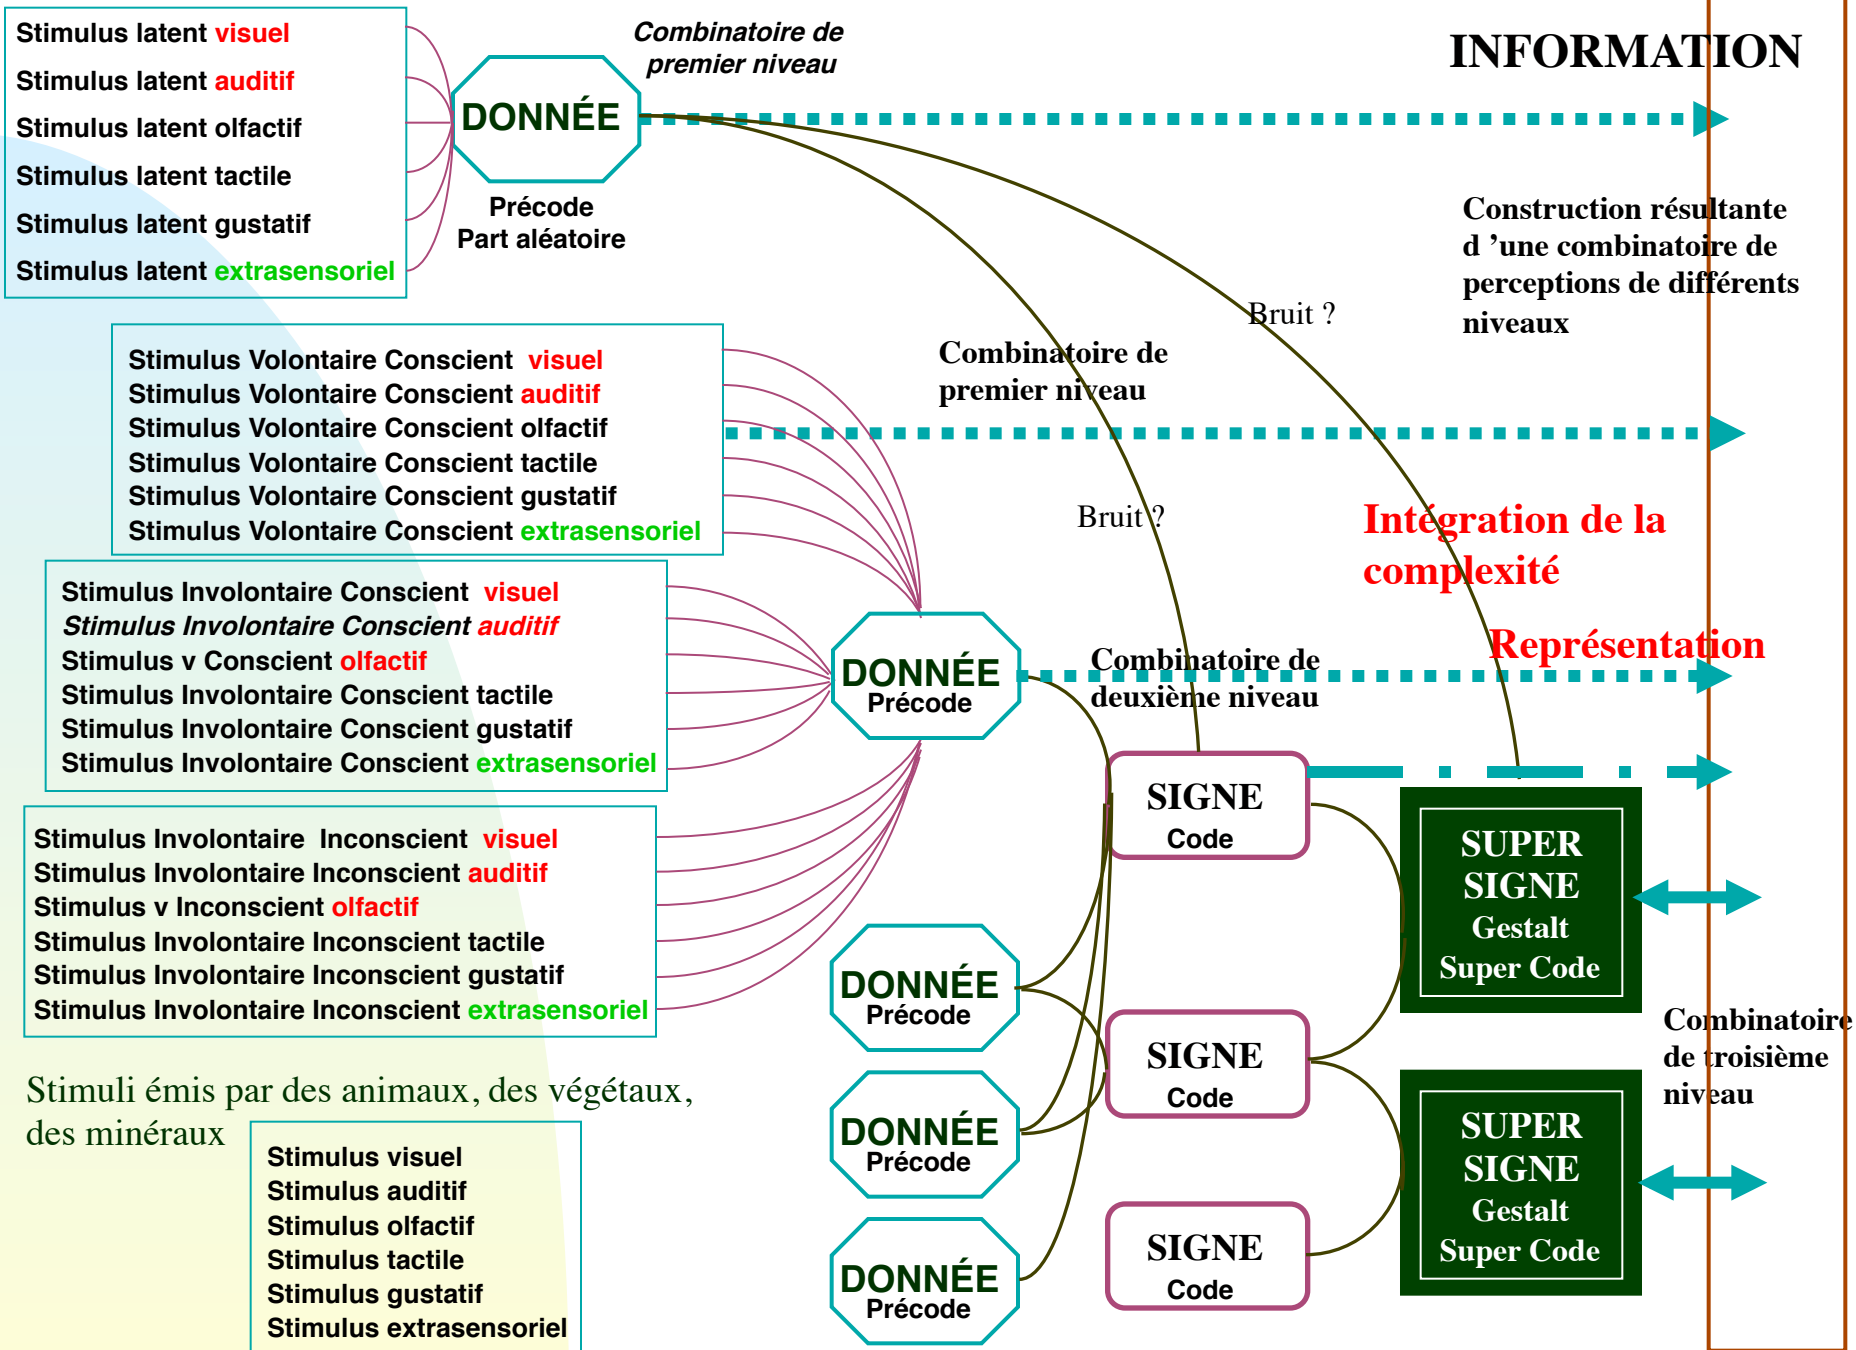 Stimulus latent visuel
Stimulus latent auditif
Stimulus latent olfactif
Stimulus latent tactile
Stimulus latent gustatif
Stimulus latent extrasensoriel
DONNÉE
Précode
Part aléatoire
Combinatoire de
premier niveau
INFORMATION
Construction résultante
d ’une combinatoire de
perceptions de différents
niveaux
Bruit ?
Stimulus Volontaire Conscient visuel
Stimulus Volontaire Conscient auditif
Stimulus Volontaire Conscient olfactif
Stimulus Volontaire Conscient tactile
Stimulus Volontaire Conscient gustatif
Stimulus Volontaire Conscient extrasensoriel
Combinatoire de
premier niveau
Bruit ?
Intégration de la
complexité
Représentation
Stimulus Involontaire Conscient visuel
Stimulus Involontaire Conscient auditif
Stimulus v Conscient olfactif
Stimulus Involontaire Conscient tactile
Stimulus Involontaire Conscient gustatif
Stimulus Involontaire Conscient extrasensoriel
DONNÉE
Précode
Combinatoire de
deuxième niveau
Stimulus Involontaire Inconscient visuel
Stimulus Involontaire Inconscient auditif
Stimulus v Inconscient olfactif
Stimulus Involontaire Inconscient tactile
Stimulus Involontaire Inconscient gustatif
Stimulus Involontaire Inconscient extrasensoriel
SIGNE
Code
SUPER
SIGNE
Gestalt
Super Code
DONNÉE
Précode
SIGNE
Code
Combinatoire
de troisième
niveau
Stimuli émis par des animaux, des végétaux,
des minéraux
DONNÉE
Précode
SUPER
SIGNE
Gestalt
Super Code
Stimulus visuel
Stimulus auditif
Stimulus olfactif
Stimulus tactile
Stimulus gustatif
Stimulus extrasensoriel
DONNÉE
Précode
SIGNE
Code